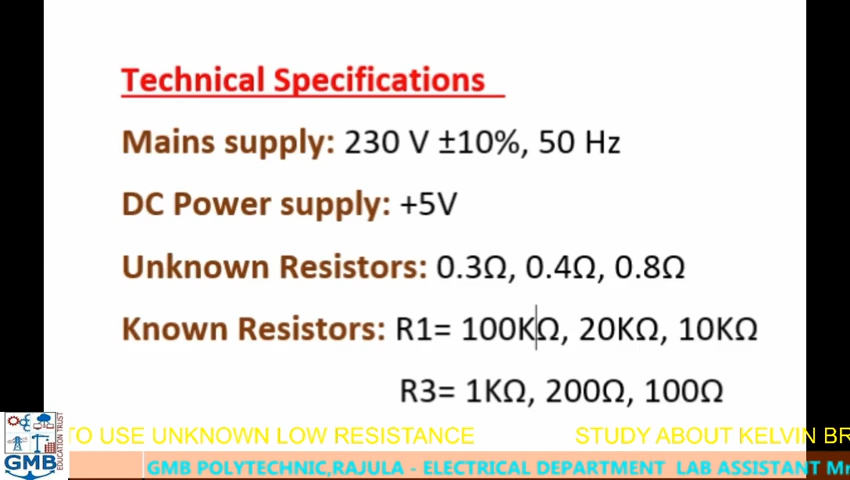 Technical Specifications
Mains supply: 230 V ±10%, 50 Hz
DC Power supply: +5V
Unknown Resistors: 0.3Ω, 0.4Ω, 0.8Ω
Known Resistors: R1= 100KΩ, 20KΩ, 10KΩ
R3= 1KΩ, 200Ω, 100Ω
TO USE UNKNOWN LOW RESISTANCE STUDY ABOUT KELVIN BR
GMB
EDUCATION TRUST
GMB POLYTECHNIC,RAJULA - ELECTRICAL DEPARTMENT LAB ASSISTANT Mr